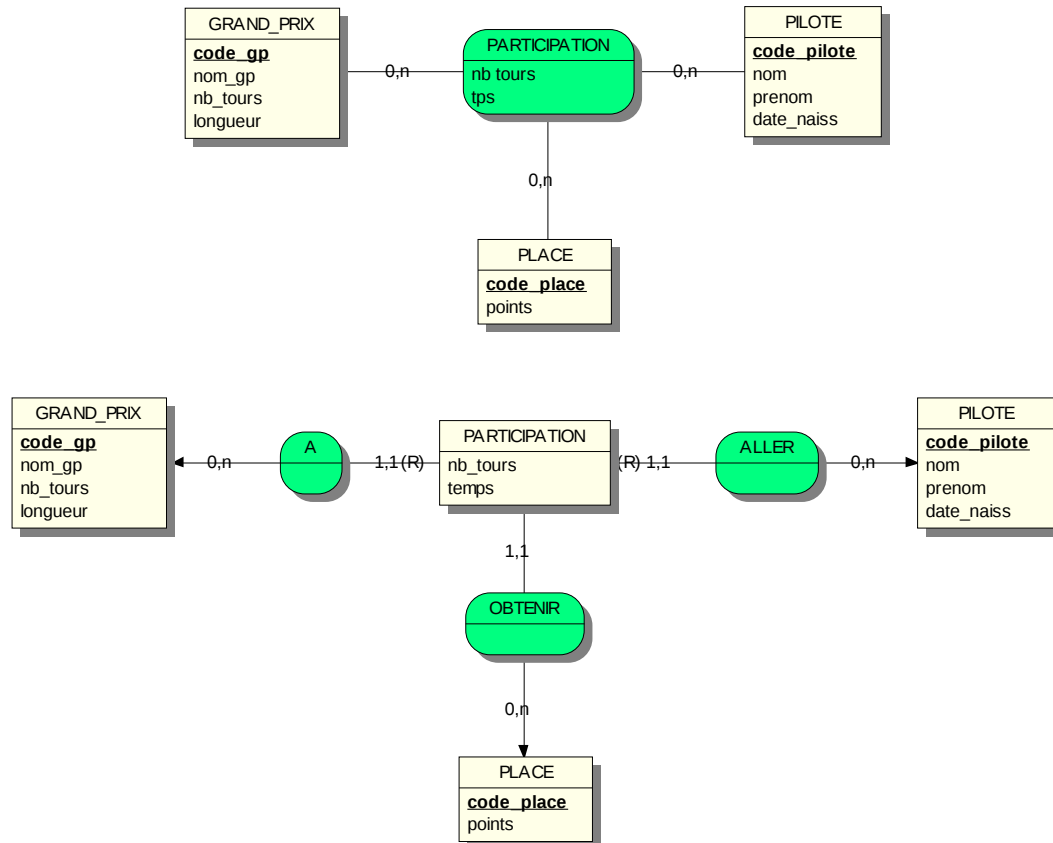 GRAND_PRIX
code_gp
nom_gp
nb_tours
longueur
0,n
PARTICIPATION
nb tours
tps
0,n
PILOTE
code_pilote
nom
prenom
date_naiss
0,n
PLACE
code_place
points
GRAND_PRIX
code_gp
nom_gp
nb_tours
longueur
0,n
A
1,1 (R)
PARTICIPATION
nb_tours
temps
(R) 1,1
ALLER
0,n
PILOTE
code_pilote
nom
prenom
date_naiss
1,1
OBTENIR
0,n
PLACE
code_place
points